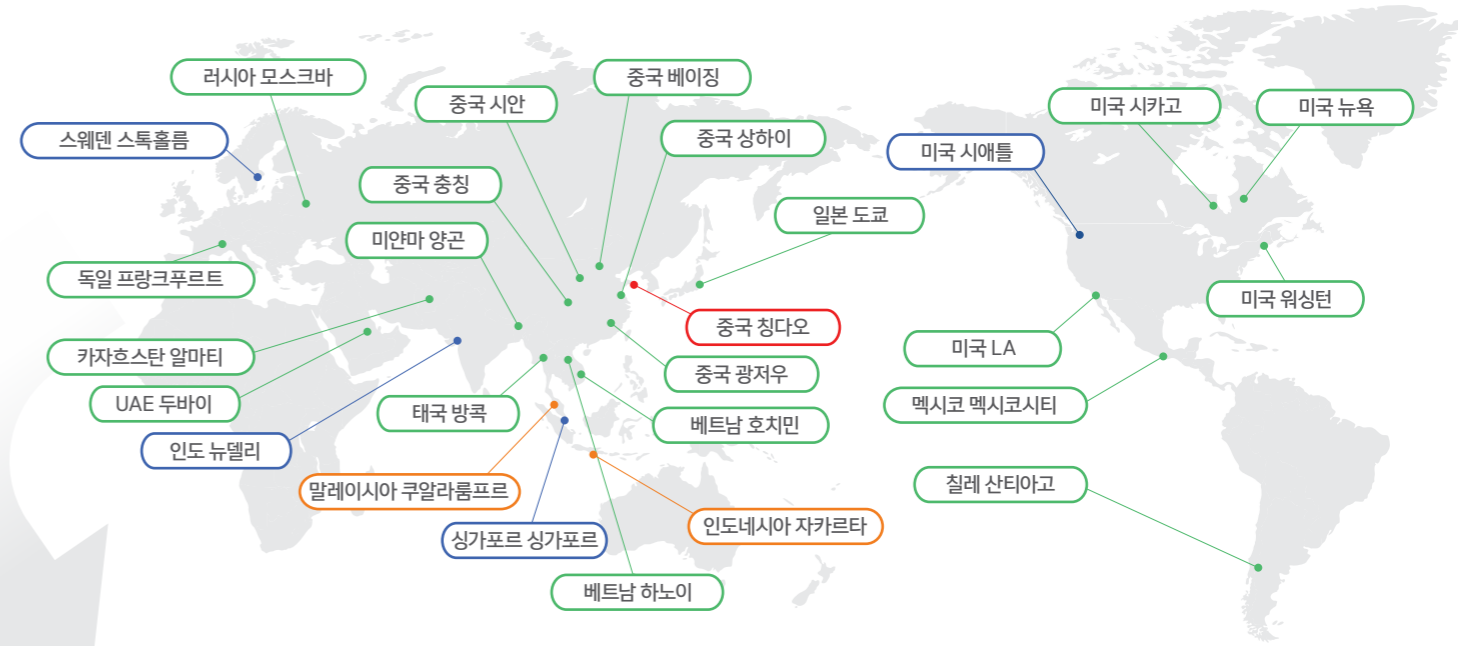 러시아 모스크바
중국 베이징
중국 시안
미국 시카고
미국 뉴욕
스웨덴 스톡홀름
중국 상하이
미국 시애틀
중국 충칭
일본 도쿄
미얀마 양곤
독일 프랑크푸르트
미국 워싱턴
중국 칭다오
카자흐스탄 알마티
미국 LA
중국 광저우
UAE 두바이
태국 방콕
멕시코 멕시코시티
베트남 호치민
인도 뉴델리
말레이시아 쿠알라룸프르
칠레 산티아고
인도네시아 자카르타
싱가포르 싱가포르
베트남 하노이